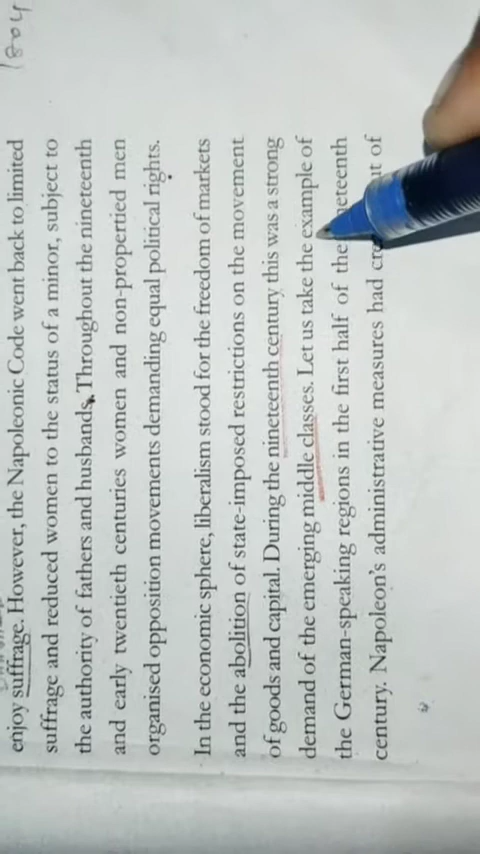 1804
enjoy suffrage. However, the Napoleonic Code went back to limited
suffrage and reduced women to the status of a minor, subject to
the authority of fathers and husbands. Throughout the nineteenth
and early twentieth centuries women and non-propertied men
organised opposition movements demanding equal political rights.
In the economic sphere, liberalism stood for the freedom of markets
and the abolition of state-imposed restrictions on the movement
of goods and capital. During the nineteenth century this was a strong
demand of the emerging middle classes. Let us take the example of
the German-speaking regions in the first half of the nineteenth
century. Napoleon's administrative measures had out of